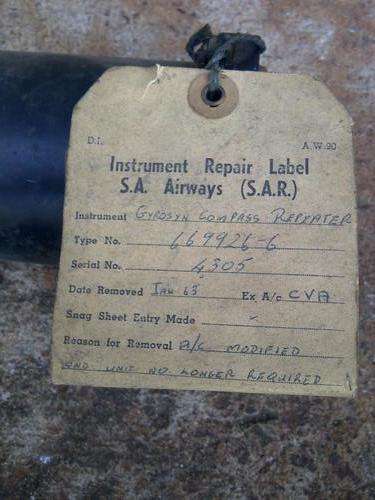 D.I. A.W.90
Instrument Repair Label
S.A. Airways (S.A.R.)
Instrument GYROSYN COMPASS REPEATER
Type No. 669926-6
Serial No. 4305
Date Removed JAN 63 Ex A/c CVA
Snag Sheet Entry Made -
Reason for Removal A/C MODIFIED
AND UNIT NO LONGER REQUIRED